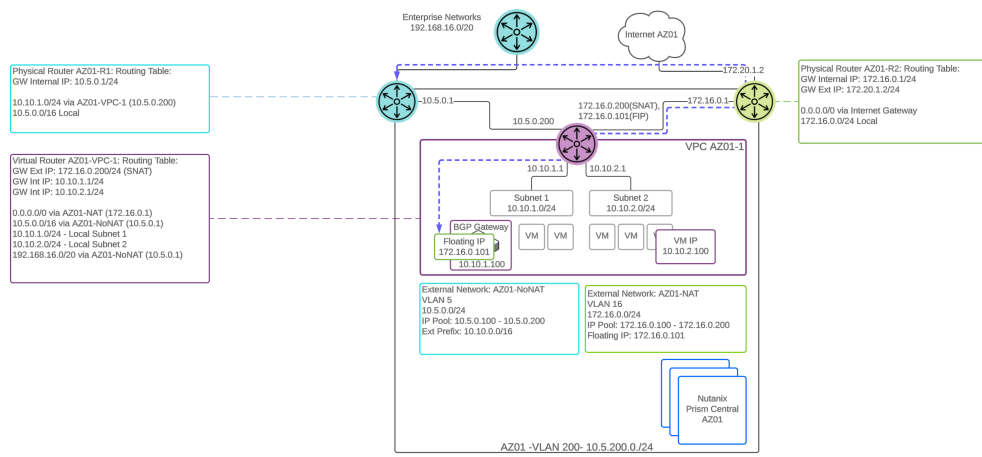 Enterprise Networks
192.168.16.0/20
Internet AZ01
172.20.1.2
Physical Router AZ01-R1: Routing Table:
GW Internal IP: 10.5.0.1/24
10.10.1.0/24 via AZ01-VPC-1 (10.5.0.200)
10.5.0.0/16 Local
10.5.0.1
10.5.0.200
172.16.0.200(SNAT),
172.16.0.101(FIP)
172.16.0.1
Physical Router AZ01-R2: Routing Table:
GW Internal IP: 172.16.0.1/24
GW Ext IP: 172.20.1.2/24
0.0.0.0/0 via Internet Gateway
172.16.0.0/24 Local
Virtual Router AZ01-VPC-1: Routing Table:
GW Ext IP: 172.16.0.200/24 (SNAT)
GW Int IP: 10.10.1.1/24
GW Int IP: 10.10.2.1/24
0.0.0.0/0 via AZ01-NAT (172.16.0.1)
10.5.0.0/16 via AZ01-NoNAT (10.5.0.1)
10.10.1.0/24 - Local Subnet 1
10.10.2.0/24 - Local Subnet 2
192.168.16.0/20 via AZ01-NoNAT (10.5.0.1)
VPC AZ01-1
10.10.1.1
10.10.2.1
Subnet 1
10.10.1.0/24
Subnet 2
10.10.2.0/24
BGP Gateway
Floating IP
172.16.0.101
10.10.1.100
VM
VM
VM
VM
VM IP
10.10.2.100
External Network: AZ01-NoNAT
VLAN 5
10.5.0.0/24
IP Pool: 10.5.0.100 - 10.5.0.200
Ext Prefix: 10.10.0.0/16
External Network: AZ01-NAT
VLAN 16
172.16.0.0/24
IP Pool: 172.16.0.100 - 172.16.0.200
Floating IP: 172.16.0.101
Nutanix
Prism Central
AZ01
AZ01 -VLAN 200- 10.5.200.0./24